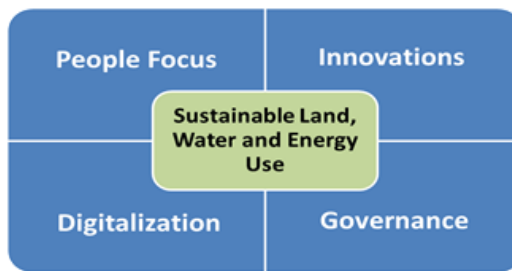 People Focus
Innovations
Sustainable Land,
Water and Energy
Use
Digitalization
Governance